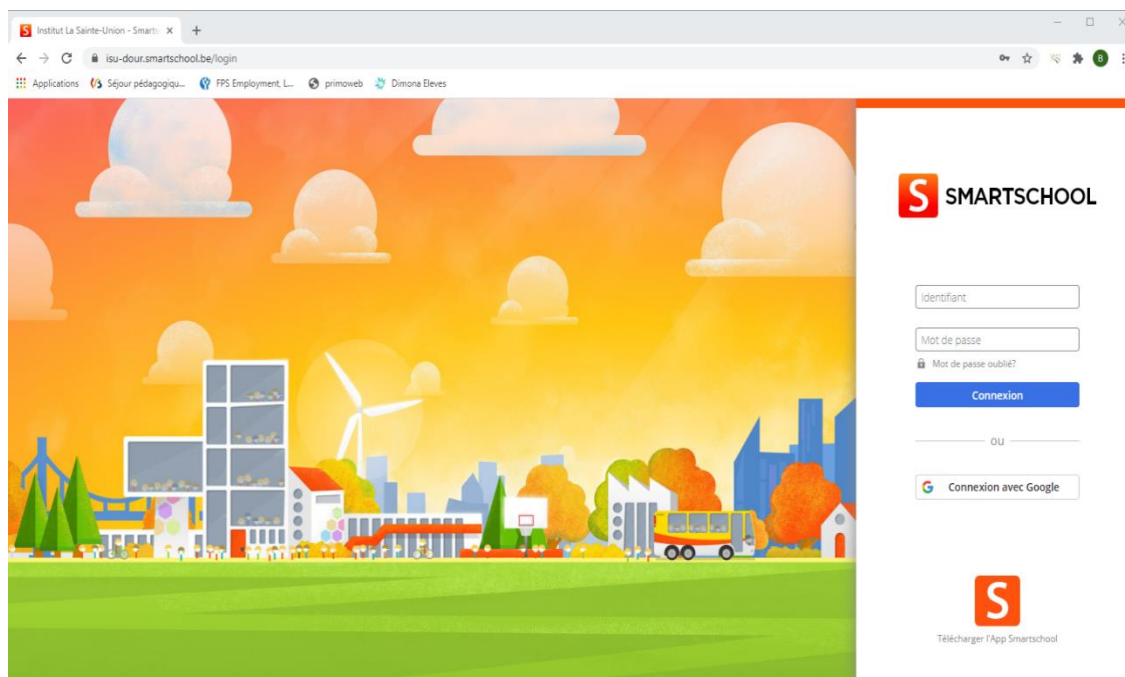 Institut La Sainte-Union - Smarts
isu-dour.smartschool.be/login
B
Applications
Séjour pédagogiqu...
FPS Employment, L...
primoweb
Dimona Eleves
S SMARTSCHOOL
Identifiant
Mot de passe
Mot de passe oublié?
Connexion
ou
Connexion avec Google
S
Télécharger l'App Smartschool